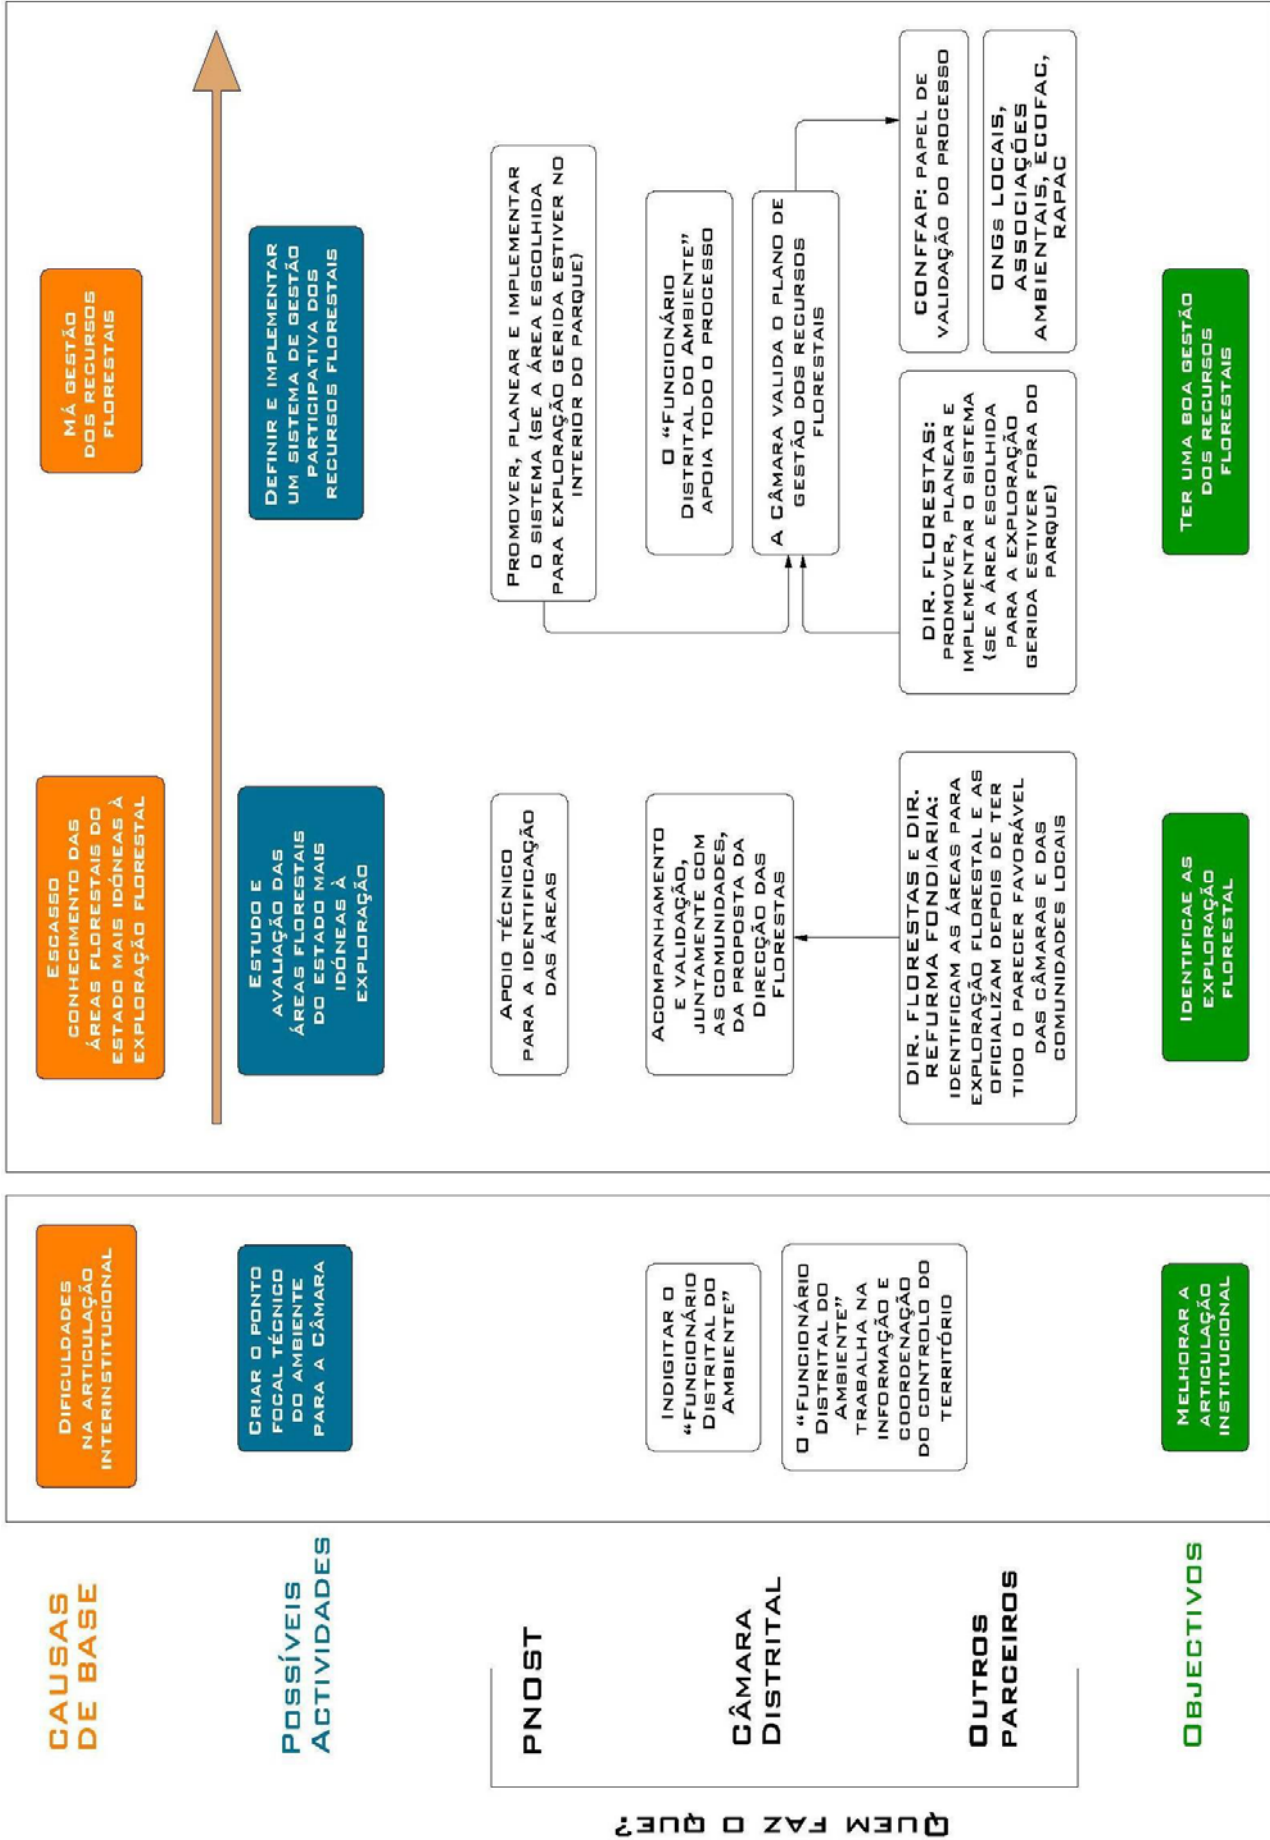 QUEM FAZ O QUE?
CAUSAS
DE BASE
DIFICULDADES
NA ARTICULAÇÃO
INTERINSTITUCIONAL
ESCASSO
CONHECIMENTO DAS
ÁREAS FLORESTAIS DO
ESTADO MAIS IDÓNEAS À
EXPLORAÇÃO FLORESTAL
MÁ GESTÃO
DOS RECURSOS
FLORESTAIS
POSSÍVEIS
ACTIVIDADES
CRIAR O PONTO
FOCAL TÉCNICO
DO AMBIENTE
PARA A CÂMARA
ESTUDO E
AVALIAÇÃO DAS
ÁREAS FLORESTAIS
DO ESTADO MAIS
IDÓNEAS À
EXPLORAÇÃO
DEFINIR E IMPLEMENTAR
UM SISTEMA DE GESTÃO
PARTICIPATIVA DOS
RECURSOS FLORESTAIS
PNOST
APOIO TÉCNICO
PARA A IDENTIFICAÇÃO
DAS ÁREAS
PROMOVER, PLANEAR E IMPLEMENTAR
O SISTEMA (SE A ÁREA ESCOLHIDA
PARA EXPLORAÇÃO GERIDA ESTIVER NO
INTERIOR DO PARQUE)
CÂMARA
DISTRITAL
INDIGITAR O
“FUNCIONÁRIO
DISTRITAL DO
AMBIENTE”
O “FUNCIONÁRIO
DISTRITAL DO
AMBIENTE”
TRABALHA NA
INFORMAÇÃO E
COORDENAÇÃO
DO CONTROLO DO
TERRITÓRIO
ACOMPANHAMENTO
E VALIDAÇÃO,
JUNTAMENTE COM
AS COMUNIDADES,
DA PROPOSTA DA
DIRECÇÃO DAS
FLORESTAS
O “FUNCIONÁRIO
DISTRITAL DO AMBIENTE”
APOIA TODO O PROCESSO
A CÂMARA VALIDA O PLANO DE
GESTÃO DOS RECURSOS
FLORESTAIS
OUTROS
PARCEIROS
DIR. FLORESTAS E DIR.
REFURMA FONDIARIA:
IDENTIFICAM AS ÁREAS PARA
EXPLORAÇÃO FLORESTAL E AS
OFICIALIZAM DEPOIS DE TER
TIDO O PARECER FAVORÁVEL
DAS CÂMARAS E DAS
COMUNIDADES LOCAIS
DIR. FLORESTAS:
PROMOVER, PLANEAR E
IMPLEMENTAR O SISTEMA
(SE A ÁREA ESCOLHIDA
PARA A EXPLORAÇÃO
GERIDA ESTIVER FORA DO
PARQUE)
CONFFAP: PAPEL DE
VALIDAÇÃO DO PROCESSO
ONGS LOCAIS,
ASSOCIAÇÕES
AMBIENTAIS, ECOFAC,
RAPAC
OBJECTIVOS
MELHORAR A
ARTICULAÇÃO
INSTITUCIONAL
IDENTIFICAE AS
EXPLORAÇÃO
FLORESTAL
TER UMA BOA GESTÃO
DOS RECURSOS
FLORESTAIS